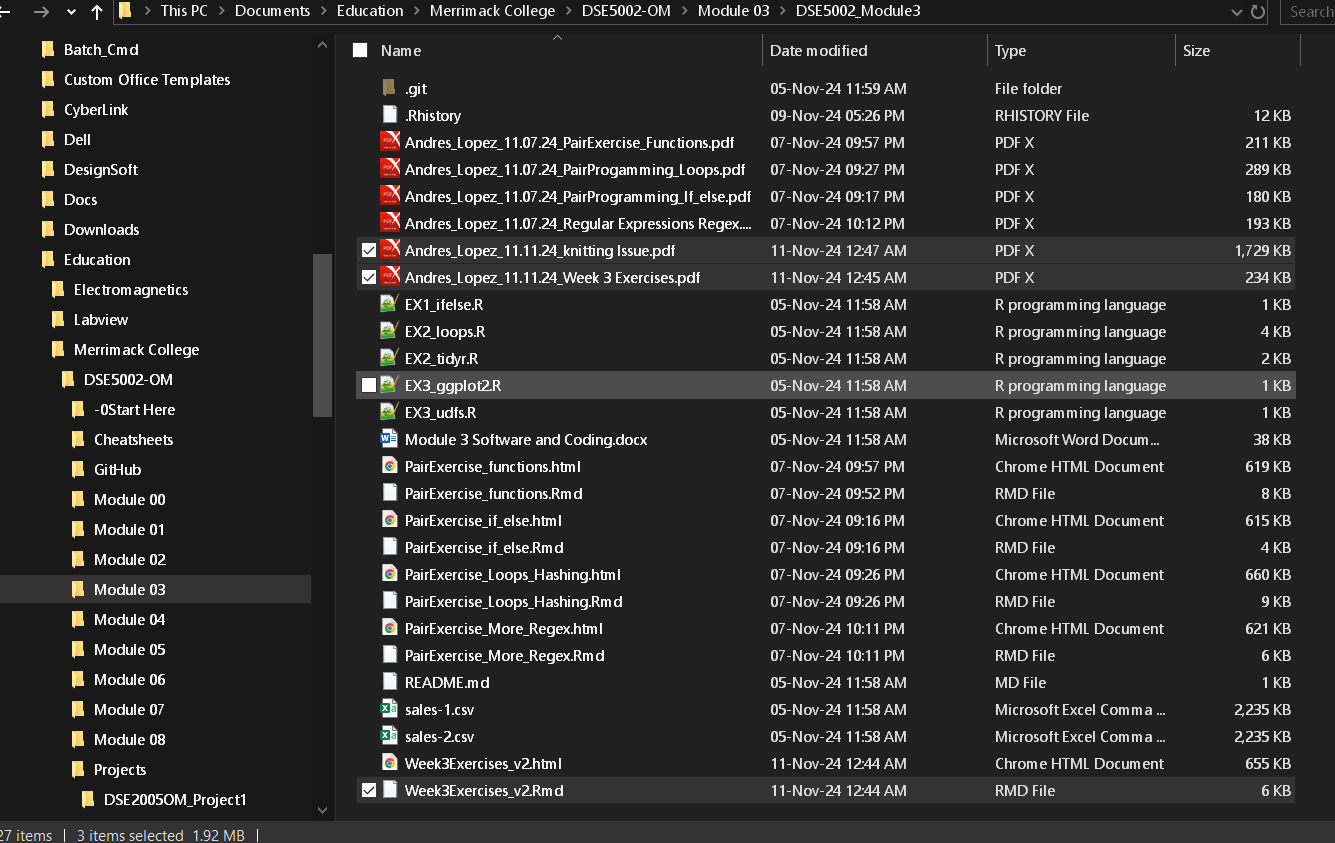 This PC > Documents > Education > Merrimack College > DSE5002-OM > Module 03 > DSE5002_Module3
Search
Batch_Cmd
Custom Office Templates
CyberLink
Dell
DesignSoft
Docs
Downloads
Education
Electromagnetics
Labview
Merrimack College
DSE5002-OM
-0Start Here
Cheatsheets
GitHub
Module 00
Module 01
Module 02
Module 03
Module 04
Module 05
Module 06
Module 07
Module 08
Projects
DSE2005OM_Project1
Name Date modified Type Size
.git 05-Nov-24 11:59 AM File folder
.Rhistory 09-Nov-24 05:26 PM RHISTORY File 12 KB
Andres_Lopez_11.07.24_PairExercise_Functions.pdf 07-Nov-24 09:57 PM PDF X 211 KB
Andres_Lopez_11.07.24_PairProgamming_Loops.pdf 07-Nov-24 09:27 PM PDF X 289 KB
Andres_Lopez_11.07.24_PairProgramming_If_else.pdf 07-Nov-24 09:17 PM PDF X 180 KB
Andres_Lopez_11.07.24_Regular Expressions Regex.... 07-Nov-24 10:12 PM PDF X 193 KB
Andres_Lopez_11.11.24_knitting Issue.pdf 11-Nov-24 12:47 AM PDF X 1,729 KB
Andres_Lopez_11.11.24_Week 3 Exercises.pdf 11-Nov-24 12:45 AM PDF X 234 KB
EX1_ifelse.R 05-Nov-24 11:58 AM R programming language 1 KB
EX2_loops.R 05-Nov-24 11:58 AM R programming language 4 KB
EX2_tidyr.R 05-Nov-24 11:58 AM R programming language 2 KB
EX3_ggplot2.R 05-Nov-24 11:58 AM R programming language 1 KB
EX3_udfs.R 05-Nov-24 11:58 AM R programming language 1 KB
Module 3 Software and Coding.docx 05-Nov-24 11:58 AM Microsoft Word Docum... 38 KB
PairExercise_functions.html 07-Nov-24 09:57 PM Chrome HTML Document 619 KB
PairExercise_functions.Rmd 07-Nov-24 09:52 PM RMD File 8 KB
PairExercise_if_else.html 07-Nov-24 09:16 PM Chrome HTML Document 615 KB
PairExercise_if_else.Rmd 07-Nov-24 09:16 PM RMD File 4 KB
PairExercise_Loops_Hashing.html 07-Nov-24 09:26 PM Chrome HTML Document 660 KB
PairExercise_Loops_Hashing.Rmd 07-Nov-24 09:26 PM RMD File 9 KB
PairExercise_More_Regex.html 07-Nov-24 10:11 PM Chrome HTML Document 621 KB
PairExercise_More_Regex.Rmd 07-Nov-24 10:11 PM RMD File 6 KB
README.md 05-Nov-24 11:58 AM MD File 1 KB
sales-1.csv 05-Nov-24 11:58 AM Microsoft Excel Comma ... 2,235 KB
sales-2.csv 05-Nov-24 11:58 AM Microsoft Excel Comma ... 2,235 KB
Week3Exercises_v2.html 11-Nov-24 12:44 AM Chrome HTML Document 655 KB
Week3Exercises_v2.Rmd 11-Nov-24 12:44 AM RMD File 6 KB
27 items | 3 items selected 1.92 MB |